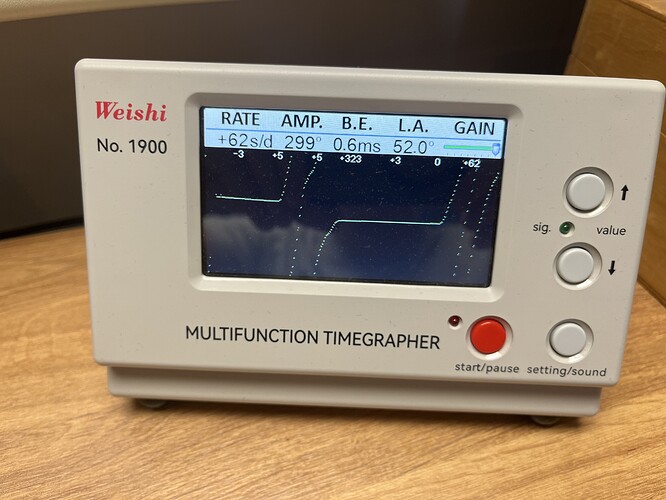 Weishi
No. 1900
RATE AMP. B.E. L.A. GAIN
+62s/d 299° 0.6ms 52.0°
-3 +5 +5 +323 +3 0 +62
sig. value
MULTIFUNCTION TIMEGRAPHER
start/pause setting/sound